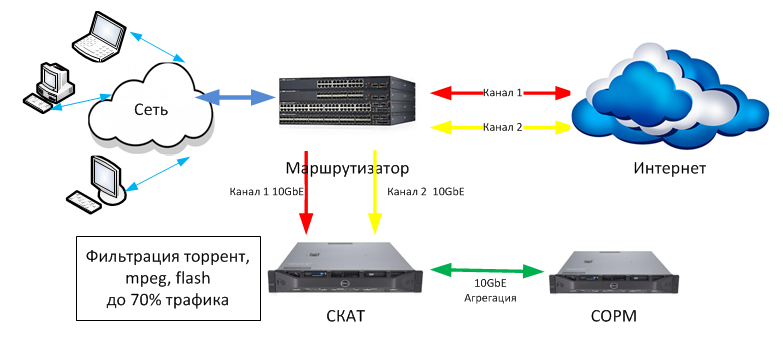 Сеть
Канал 1
Канал 2
Маршрутизатор
Интернет
Канал 1 10GbE
Канал 2 10GbE
Фильтрация торрент,
mpeg, flash
до 70% трафика
10GbE
Агрегация
СКАТ
СОРМ